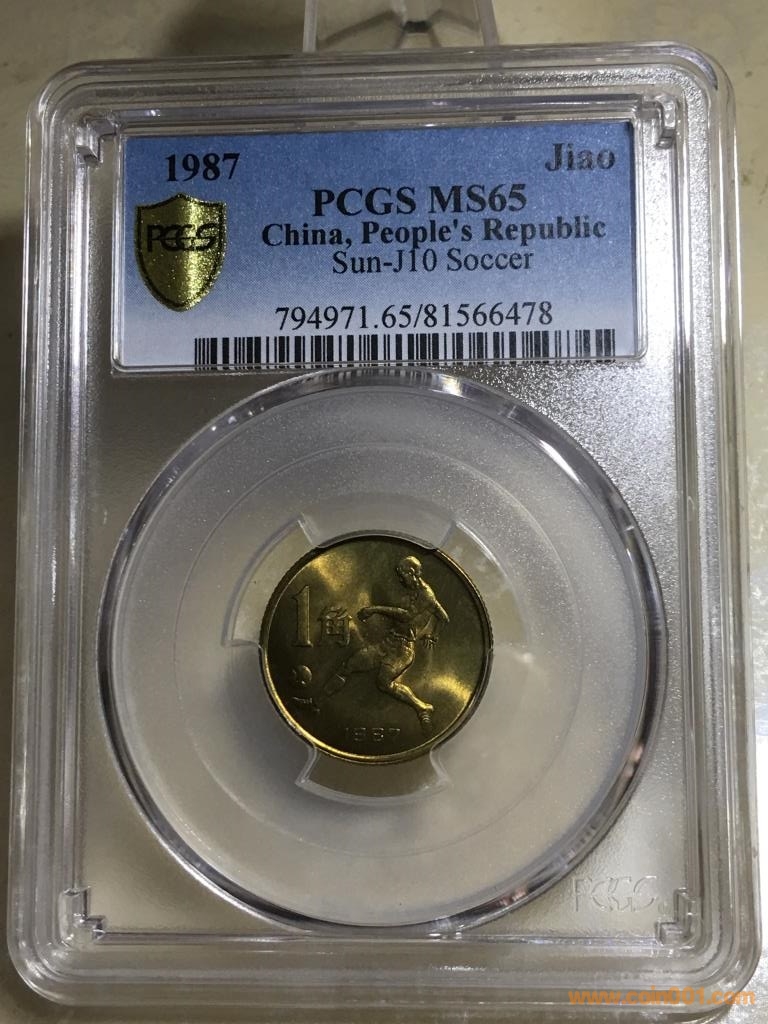 1987 Jiao
PCGS MS65
PCGS
China, People's Republic
Sun-J10 Soccer
794971.65/81566478
1角
1987
PCGS
www.coin001.com